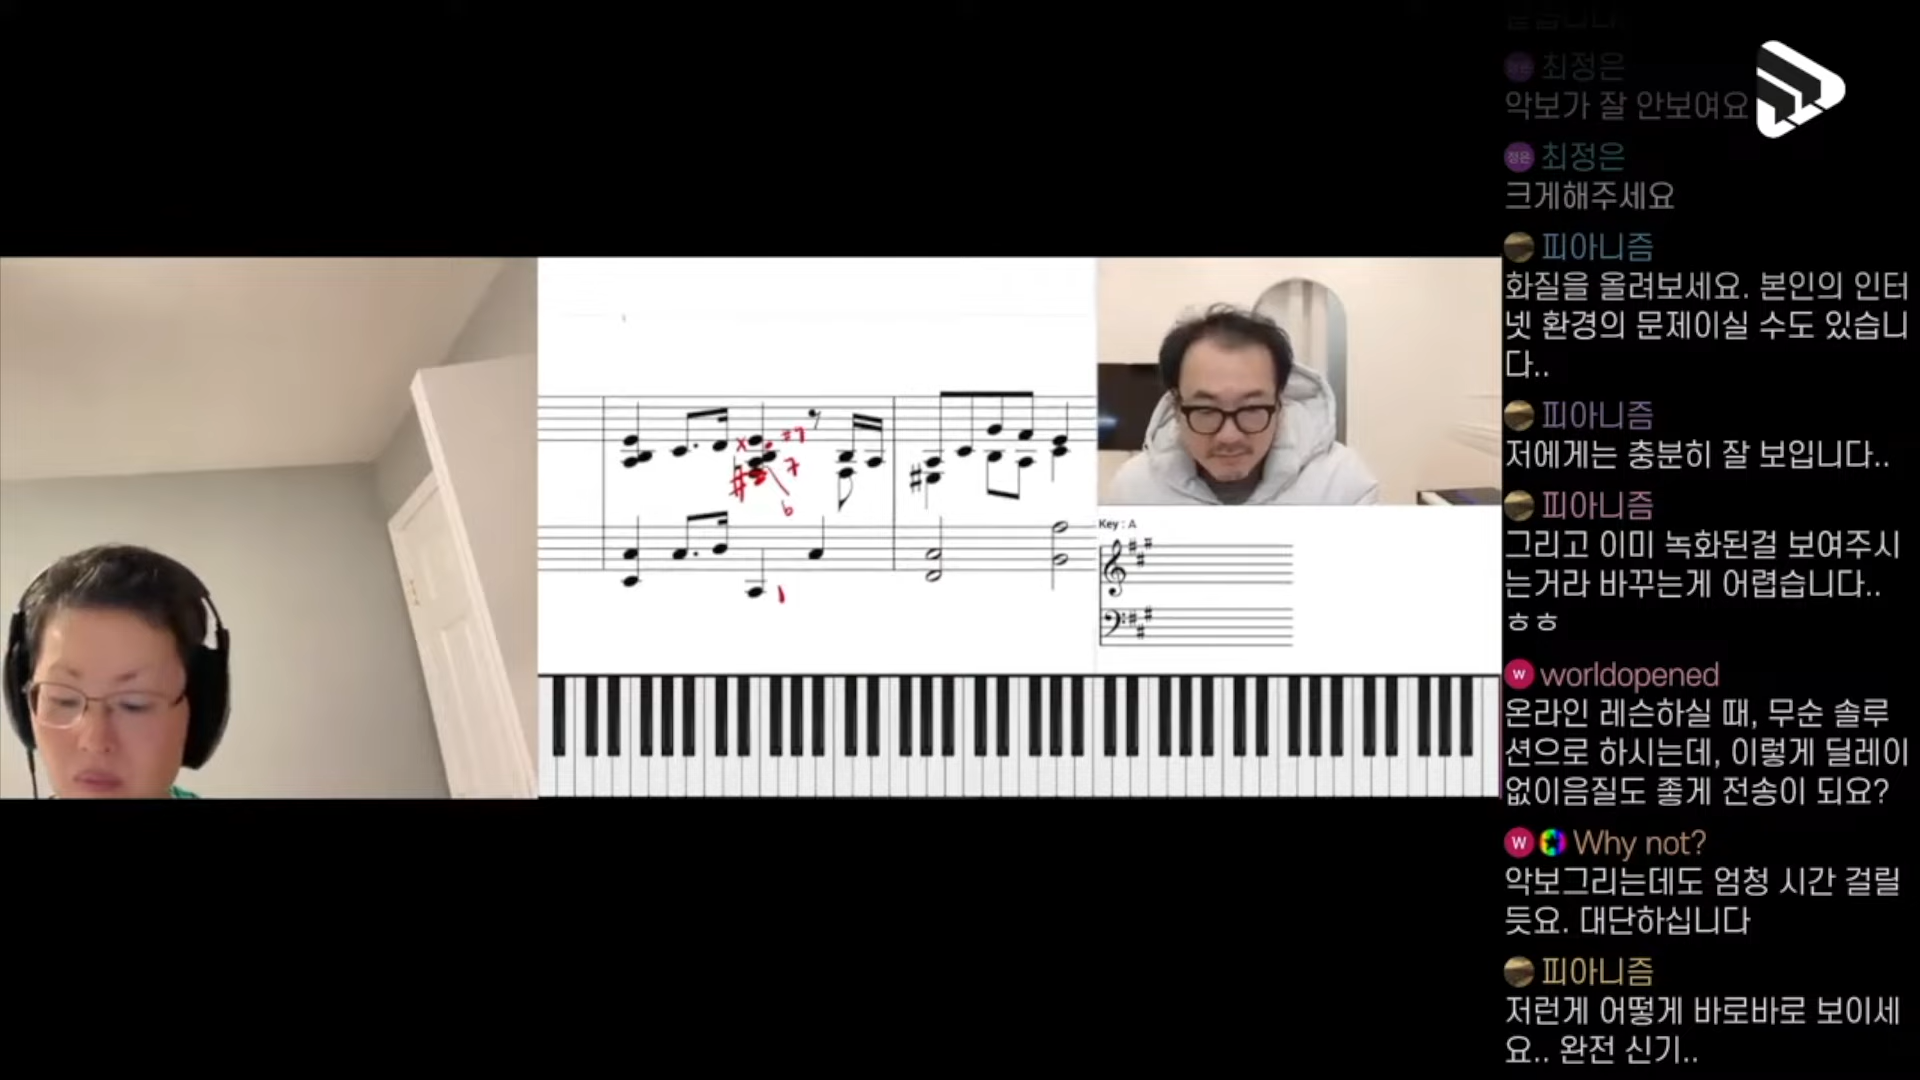 최정은
악보가 잘 안보여요
정은 최정은
크게해주세요
피아니즘
화질을 올려보세요. 본인의 인터
넷 환경의 문제이실 수도 있습니
다..
피아니즘
저에게는 충분히 잘 보입니다..
피아니즘
그리고 이미 녹화된걸 보여주시
는거라 바꾸는게 어렵습니다..
ㅎㅎ
W worldopened
온라인 레슨하실 때, 무순 솔루
션으로 하시는데, 이렇게 딜레이
없이음질도 좋게 전송이 되요?
W Why not?
악보그리는데도 엄청 시간 걸릴
듯요. 대단하십니다
피아니즘
저런게 어떻게 바로바로 보이세
요.. 완전 신기..
Key : A
7
7
6
1